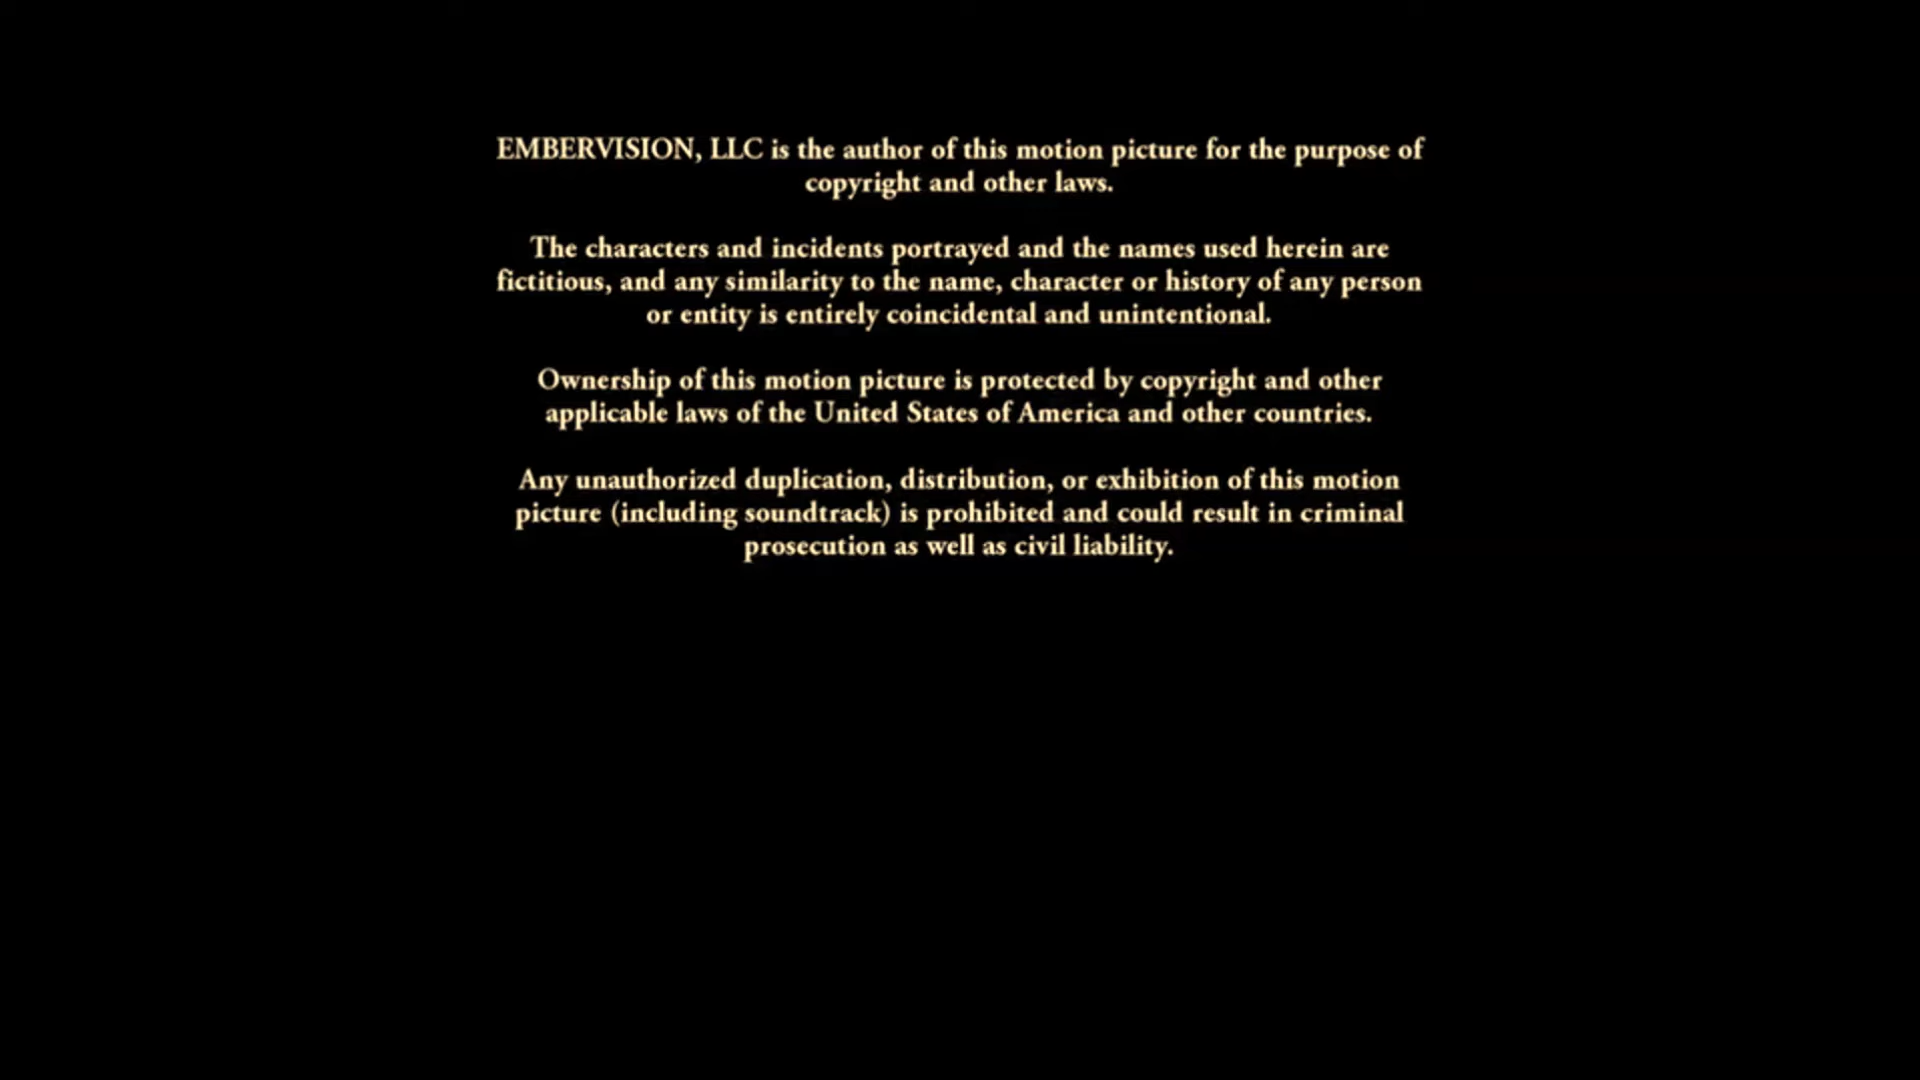 EMBERVISION, LLC is the author of this motion picture for the purpose of
copyright and other laws.
The characters and incidents portrayed and the names used herein are
fictitious, and any similarity to the name, character or history of any person
or entity is entirely coincidental and unintentional.
Ownership of this motion picture is protected by copyright and other
applicable laws of the United States of America and other countries.
Any unauthorized duplication, distribution, or exhibition of this motion
picture (including soundtrack) is prohibited and could result in criminal
prosecution as well as civil liability.